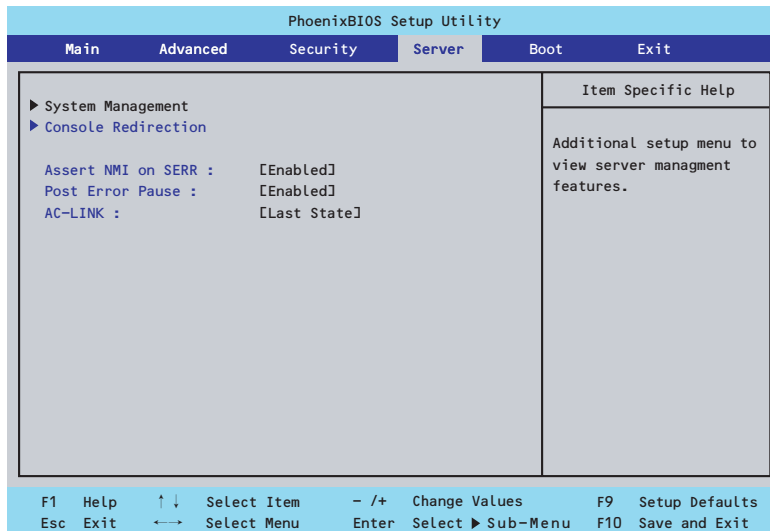 PhoenixBIOS Setup Utility
Main Advanced Security Server Boot Exit
▶ System Management
▶ Console Redirection
Assert NMI on SERR : [Enabled]
Post Error Pause : [Enabled]
AC-LINK : [Last State]
Item Specific Help
Additional setup menu to
view server managment
features.
F1 Help ↑↓ Select Item - /+ Change Values F9 Setup Defaults
Esc Exit ←→ Select Menu Enter Select ▶ Sub-Menu F10 Save and Exit